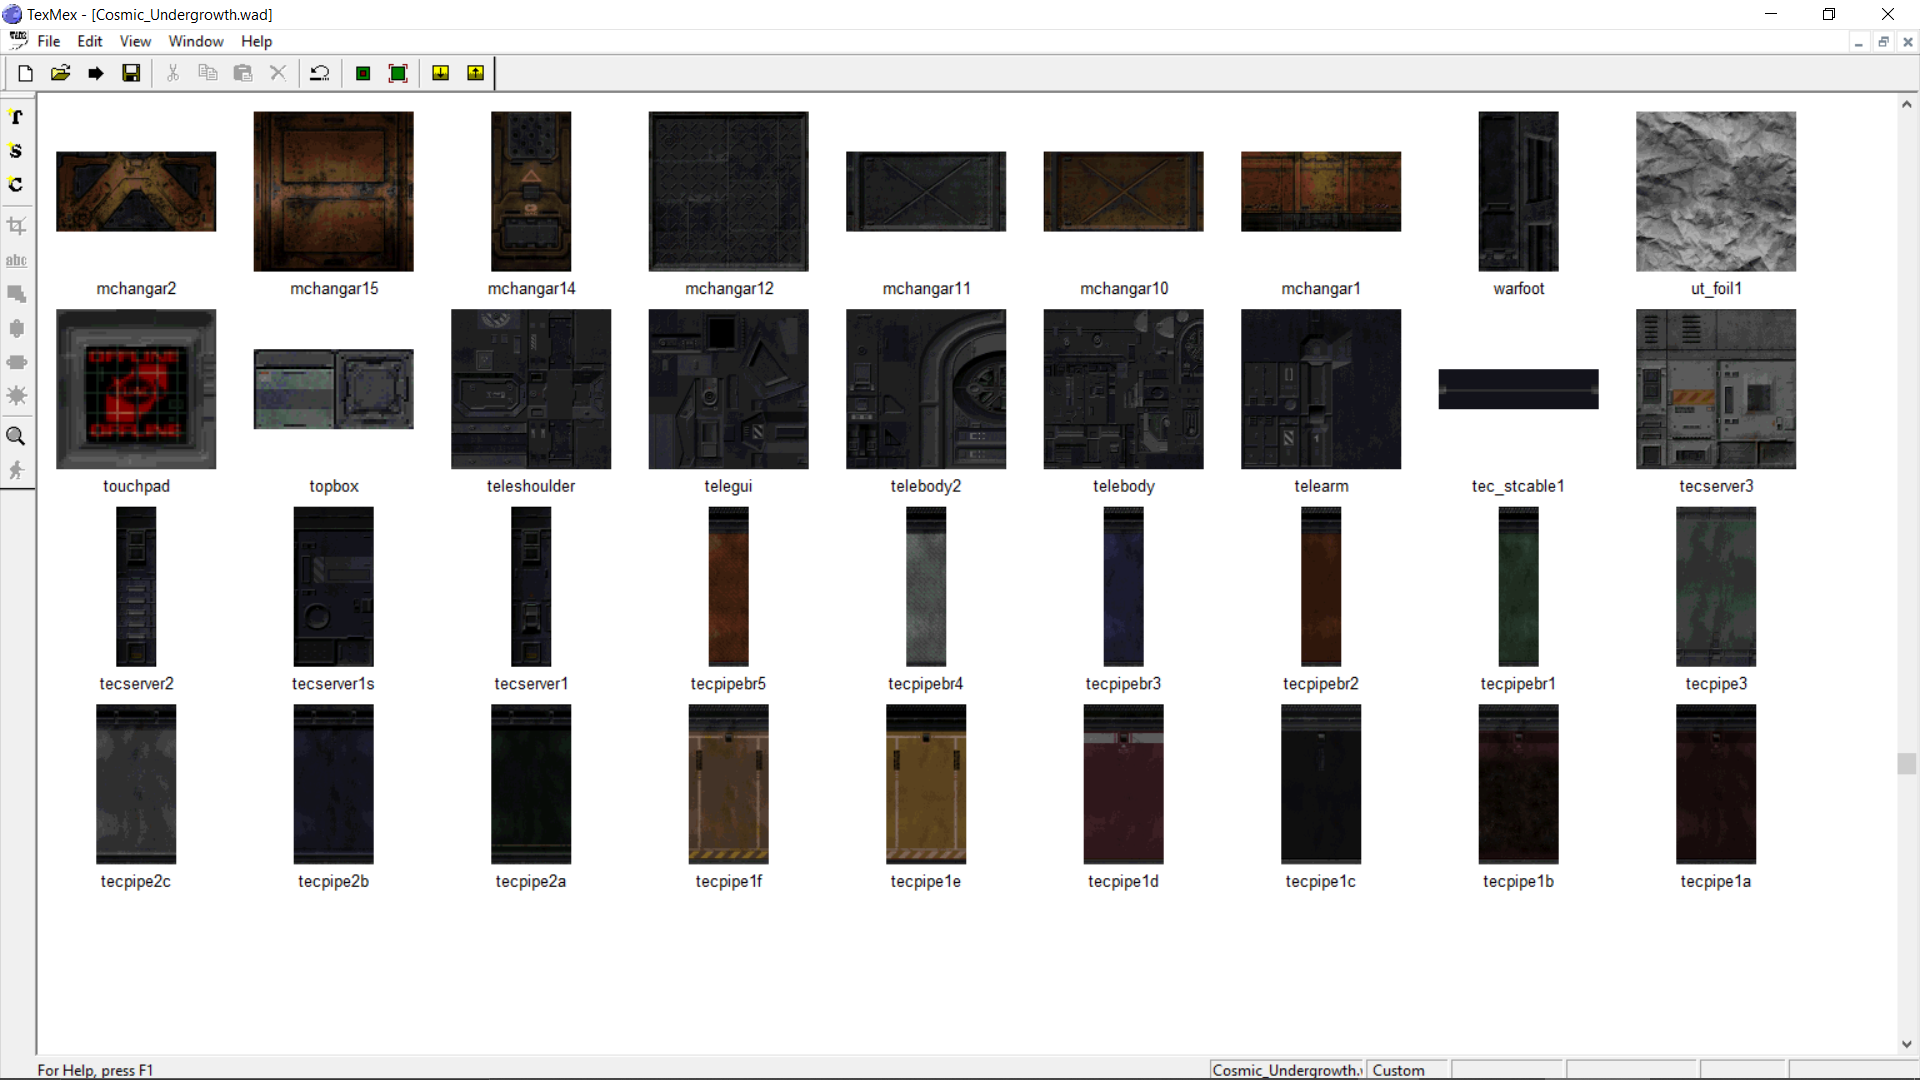 TexMex - [Cosmic_Undergrowth.wad]
File Edit View Window Help
T
S
C
abc
mchangar2 mchangar15 mchangar14 mchangar12 mchangar11 mchangar10 mchangar1 warfoot ut_foil1
touchpad topbox teleshoulder telegui telebody2 telebody telearm tec_stcable1 tecserver3
tecserver2 tecserver1s tecserver1 tecpipebr5 tecpipebr4 tecpipebr3 tecpipebr2 tecpipebr1 tecpipe3
tecpipe2c tecpipe2b tecpipe2a tecpipe1f tecpipe1e tecpipe1d tecpipe1c tecpipe1b tecpipe1a
For Help, press F1 Cosmic_Undergrowth. Custom